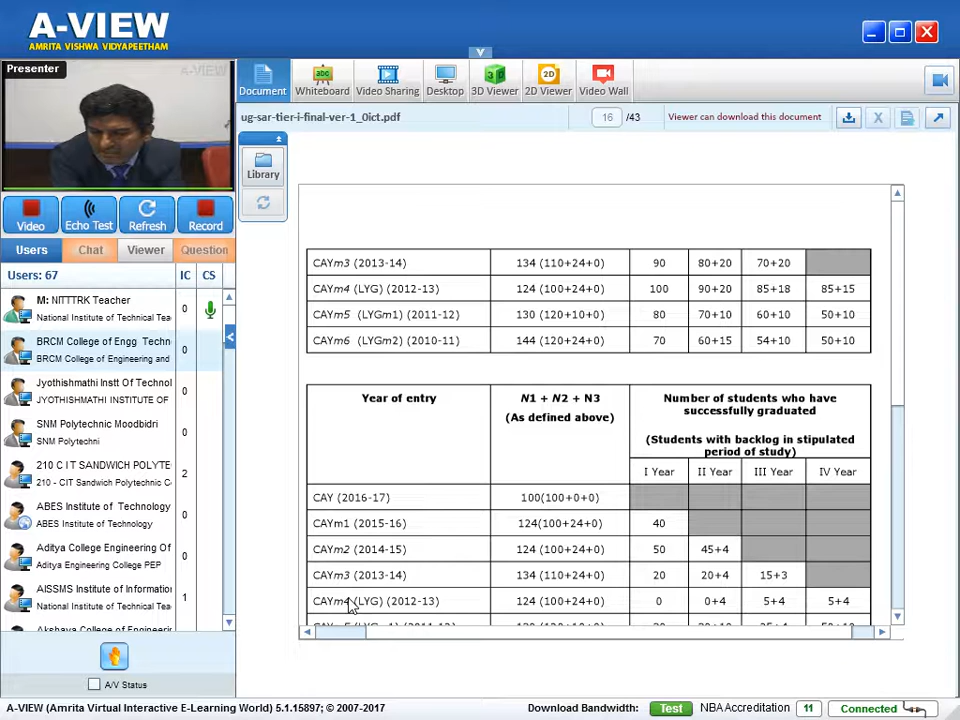 A-VIEW
AMRITA VISHWA VIDYAPEETHAM
Presenter
A-VIEW
Video
Echo Test
Refresh
Record
Users
Chat
Viewer
Question
Users: 67
IC
CS
M: NITTTRK Teacher
National Institute of Technical Tea
0
BRCM College of Engg Techn
BRCM College of Engineering and
0
Jyothishmathi Instt Of Technol
JYOTHISHMATHI INSTITUTE OF
0
SNM Polytechnic Moodbidri
SNM Polytechni
0
210 C I T SANDWICH POLYTE
210 - CIT Sandwich Polytechnic C
2
ABES Institute of Technology
ABES Institute of Technology
0
Aditya College Engineering Of
Aditya Engineering College PEP
0
AISSMS Institute of Informatior
National Institute of Technical Tea
1
Akshaya College of Engineerir
A/V Status
Document
Whiteboard
Video Sharing
Desktop
3D Viewer
2D Viewer
Video Wall
ug-sar-tier-i-final-ver-1_0ict.pdf
16 /43
Viewer can download this document
Library
CAYm3 (2013-14) 134 (110+24+0) 90 80+20 70+20
CAYm4 (LYG) (2012-13) 124 (100+24+0) 100 90+20 85+18 85+15
CAYm5 (LYGm1) (2011-12) 130 (120+10+0) 80 70+10 60+10 50+10
CAYm6 (LYGm2) (2010-11) 144 (120+24+0) 70 60+15 54+10 50+10
Year of entry
N1 + N2 + N3
(As defined above)
Number of students who have
successfully graduated
(Students with backlog in stipulated
period of study)
I Year II Year III Year IV Year
CAY (2016-17) 100(100+0+0)
CAYm1 (2015-16) 124(100+24+0) 40
CAYm2 (2014-15) 124 (100+24+0) 50 45+4
CAYm3 (2013-14) 134 (110+24+0) 20 20+4 15+3
CAYm4 (LYG) (2012-13) 124 (100+24+0) 0 0+4 5+4 5+4
A-VIEW (Amrita Virtual Interactive E-Learning World) 5.1.15897; © 2007-2017
Download Bandwidth:
Test
NBA Accreditation
11
Connected